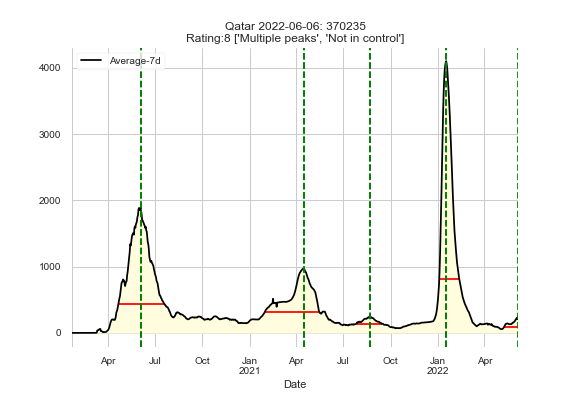 Qatar 2022-06-06: 370235
Rating:8 ['Multiple peaks', 'Not in control']
Average-7d
4000
3000
2000
1000
0
Apr Jul Oct Jan Apr Jul Oct Jan Apr
2021 2022
Date